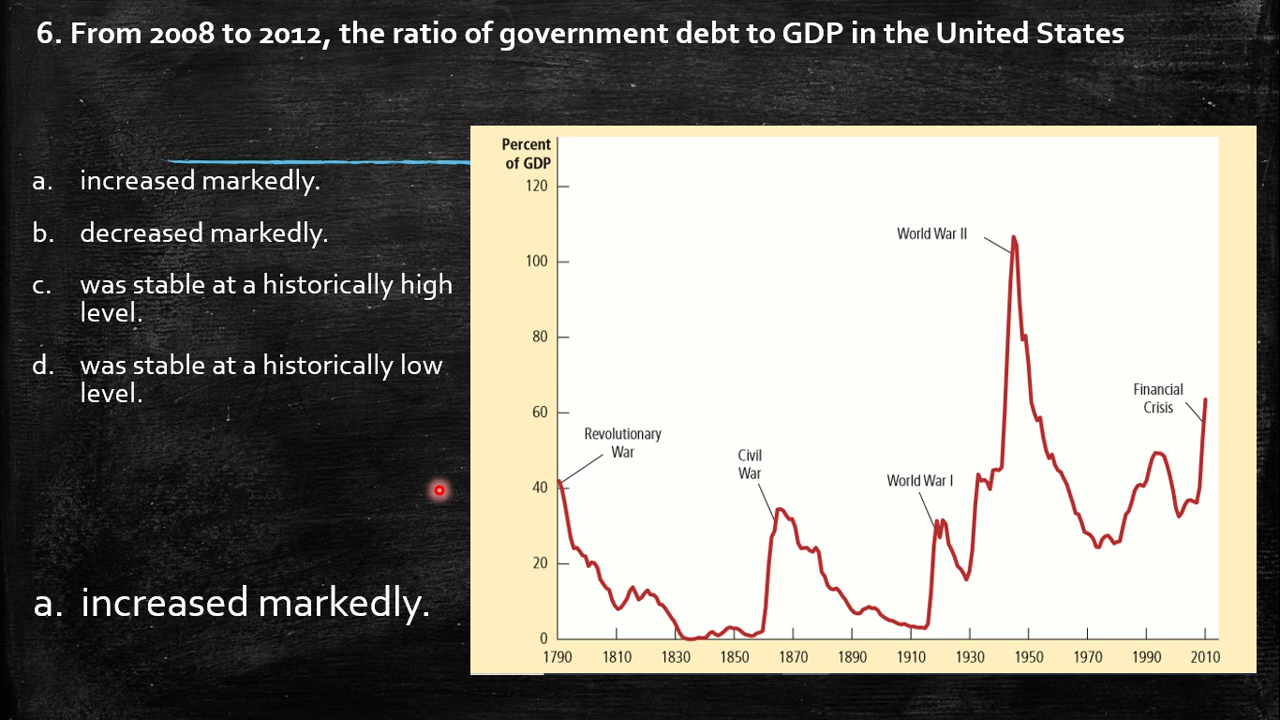 6. From 2008 to 2012, the ratio of government debt to GDP in the United States
a. increased markedly.
b. decreased markedly.
c. was stable at a historically high
level.
d. was stable at a historically low
level.
a. increased markedly.
Percent
of GDP
120
100
80
60
40
20
0
1790 1810 1830 1850 1870 1890 1910 1930 1950 1970 1990 2010
Revolutionary
War
Civil
War
World War I
World War II
Financial
Crisis